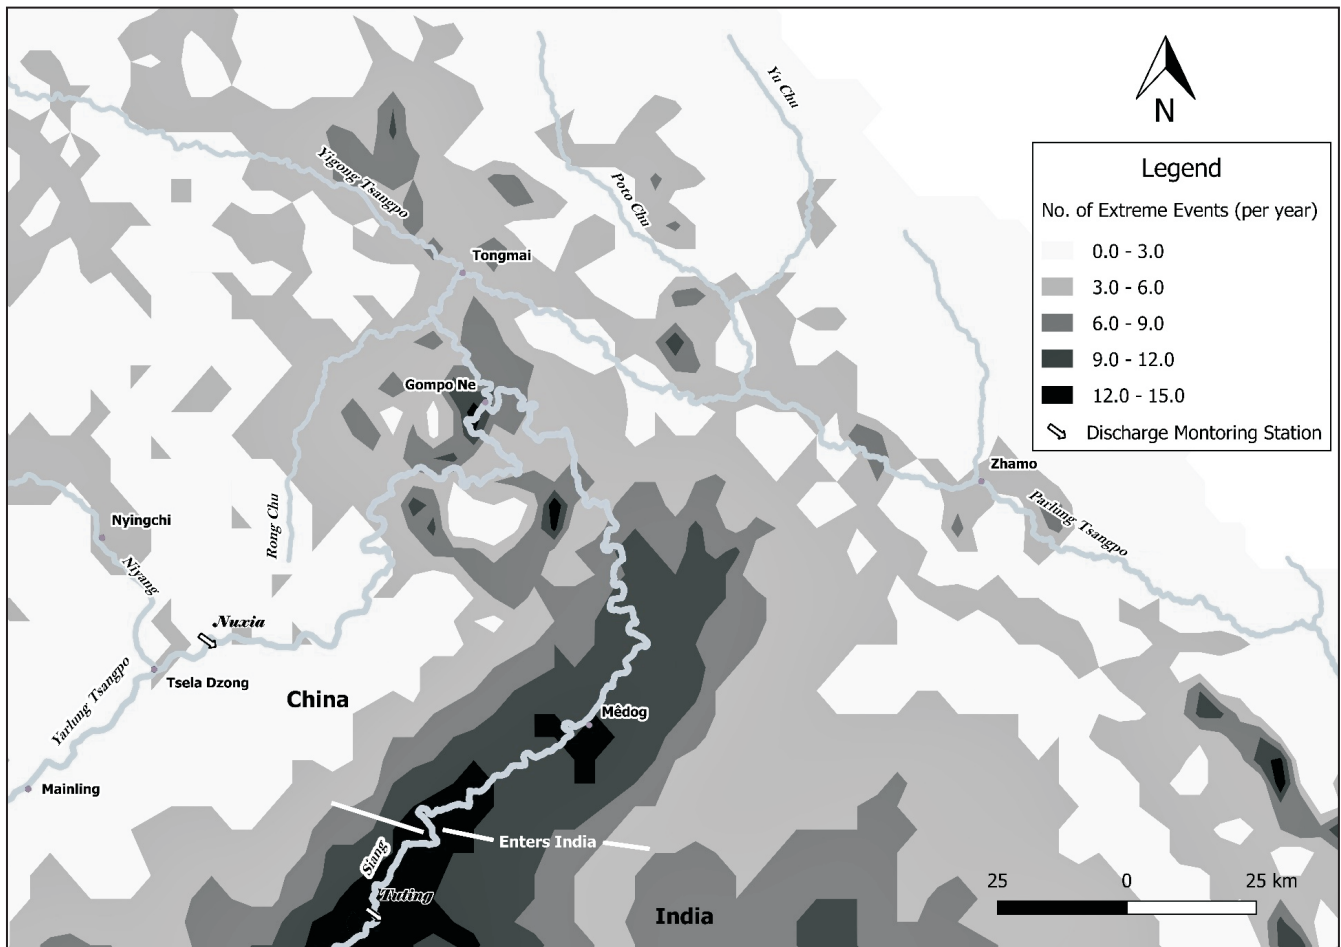 Yu Chu
N
Legend
No. of Extreme Events (per year)
0.0 - 3.0
3.0 - 6.0
6.0 - 9.0
9.0 - 12.0
12.0 - 15.0
Discharge Montoring Station
Yigong Tsangpo
Poto Chu
Tongmai
Gompo Ne
Zhamo
Parlung Tsangpo
Nyingchi
Rong Chu
Niyang
Nuxia
Tsela Dzong
Yarlung Tsangpo
China
Mêdog
Mainling
Enters India
Siang
Tuting
India
25 0 25 km